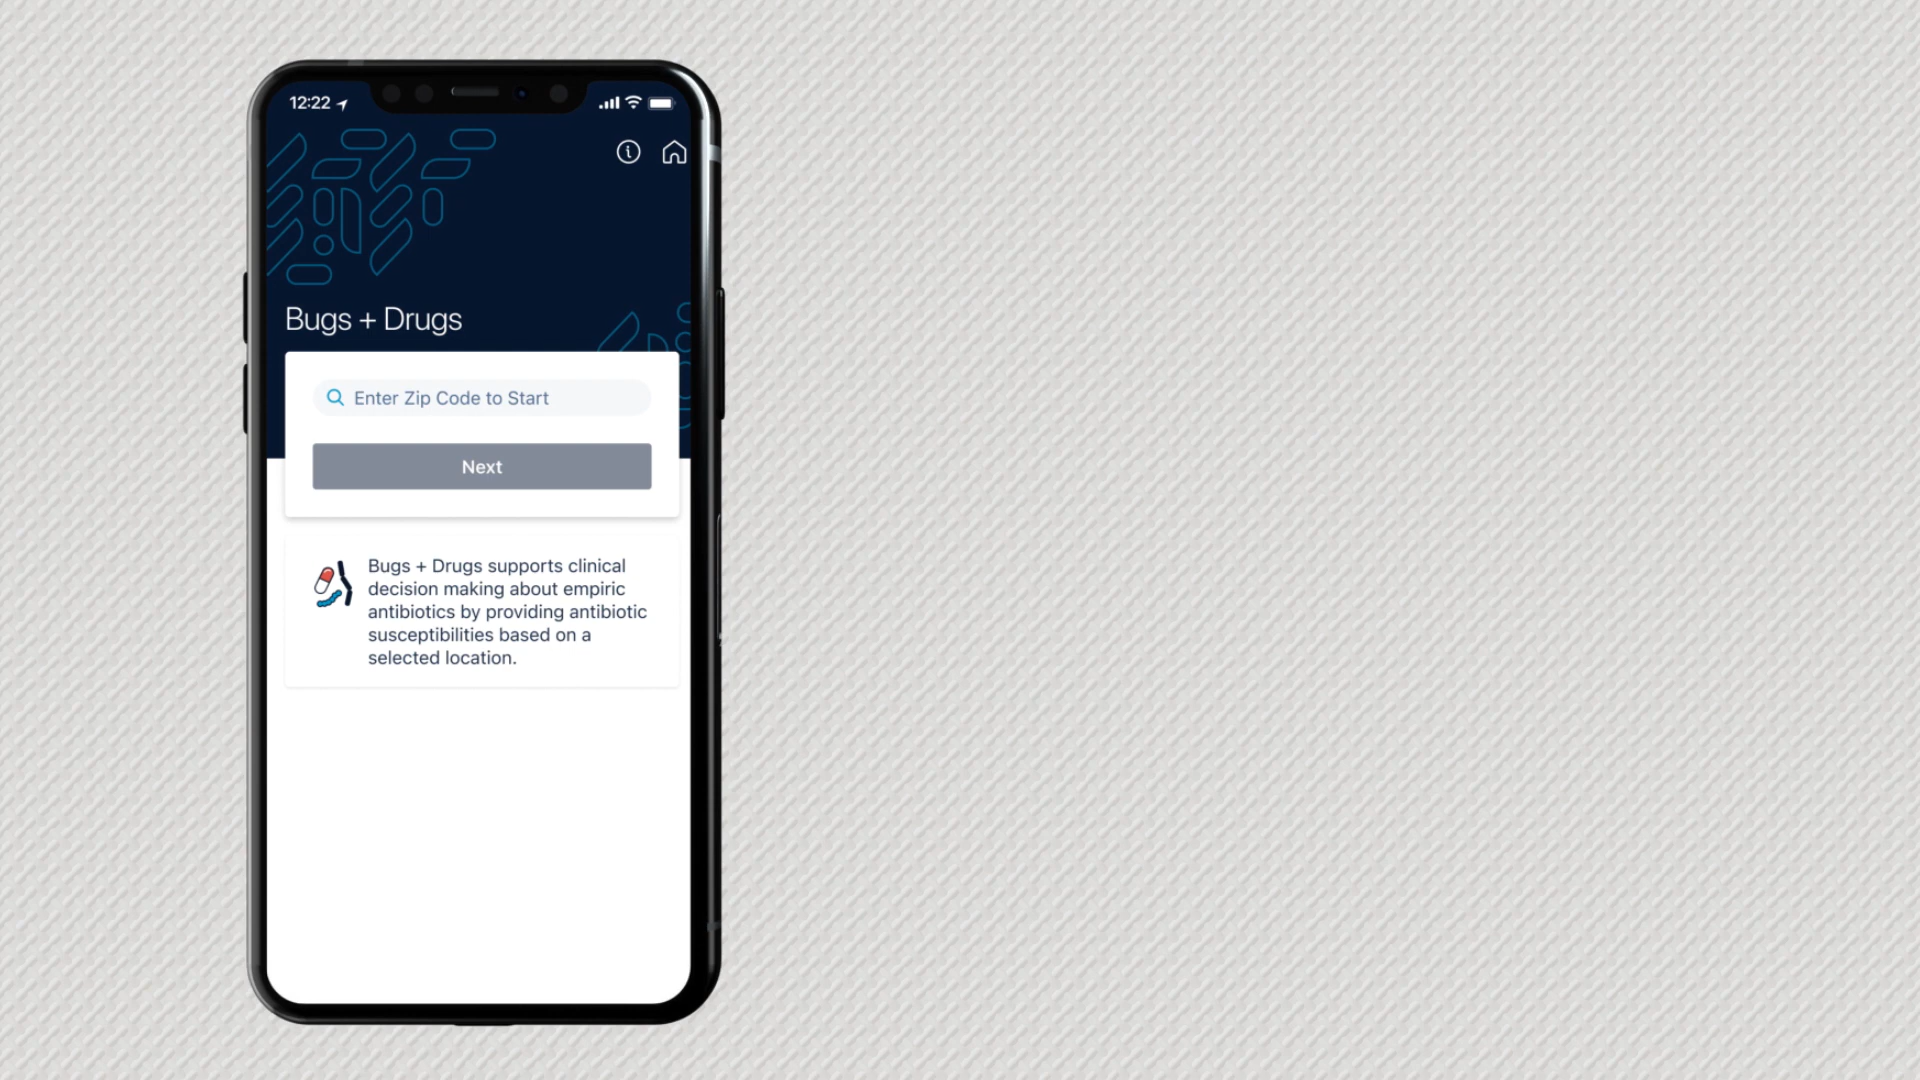 12:22
Bugs + Drugs
Enter Zip Code to Start
Next
Bugs + Drugs supports clinical
decision making about empiric
antibiotics by providing antibiotic
susceptibilities based on a
selected location.